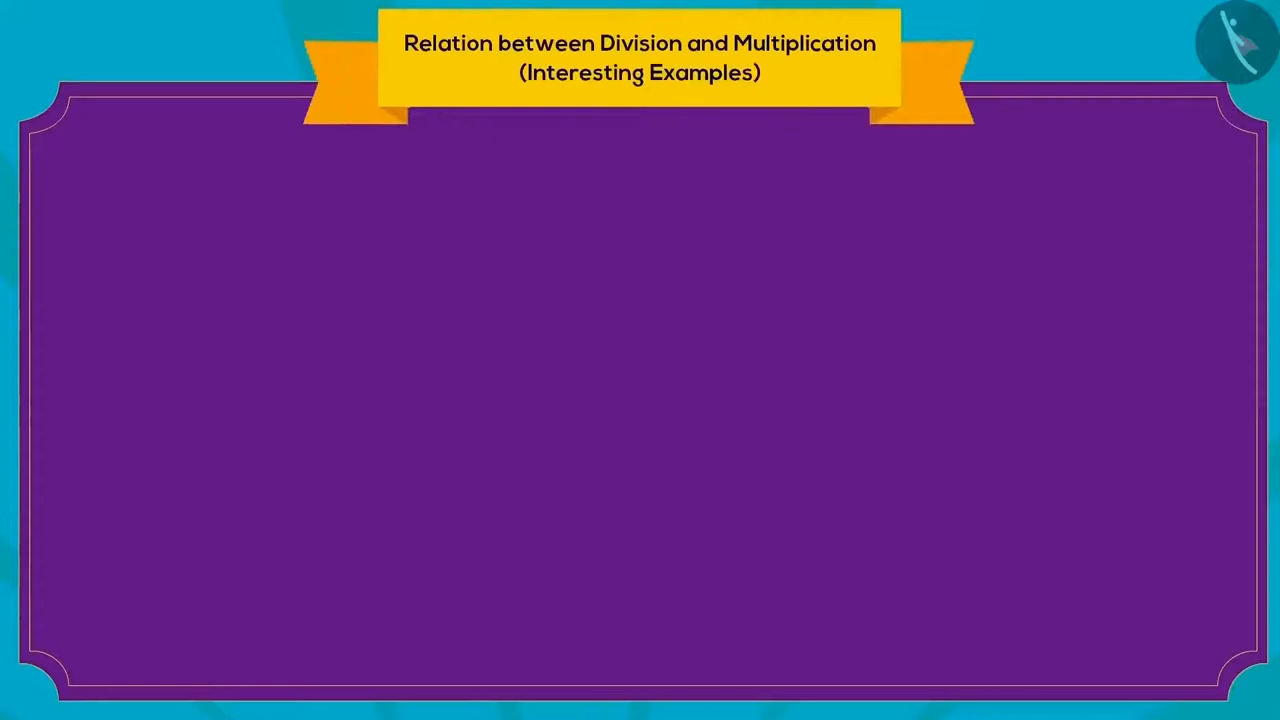 Relation between Division and Multiplication
(Interesting Examples)